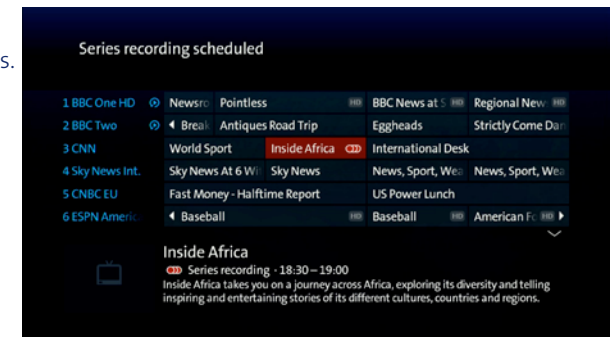 s.
Series recording scheduled
1 BBC One HD Newsro Pointless HD BBC News at S HD Regional New HD
2 BBC Two Break Antiques Road Trip Eggheads Strictly Come Dan
3 CNN World Sport Inside Africa International Desk
4 Sky News Int. Sky News At 6 Wi Sky News News, Sport, Wea News, Sport, Wea
5 CNBC EU Fast Money - Halftime Report US Power Lunch
6 ESPN Americ Baseball HD Baseball HD American Fo HD
Inside Africa
Series recording · 18:30 – 19:00
Inside Africa takes you on a journey across Africa, exploring its diversity and telling
inspiring and entertaining stories of its different cultures, countries and regions.